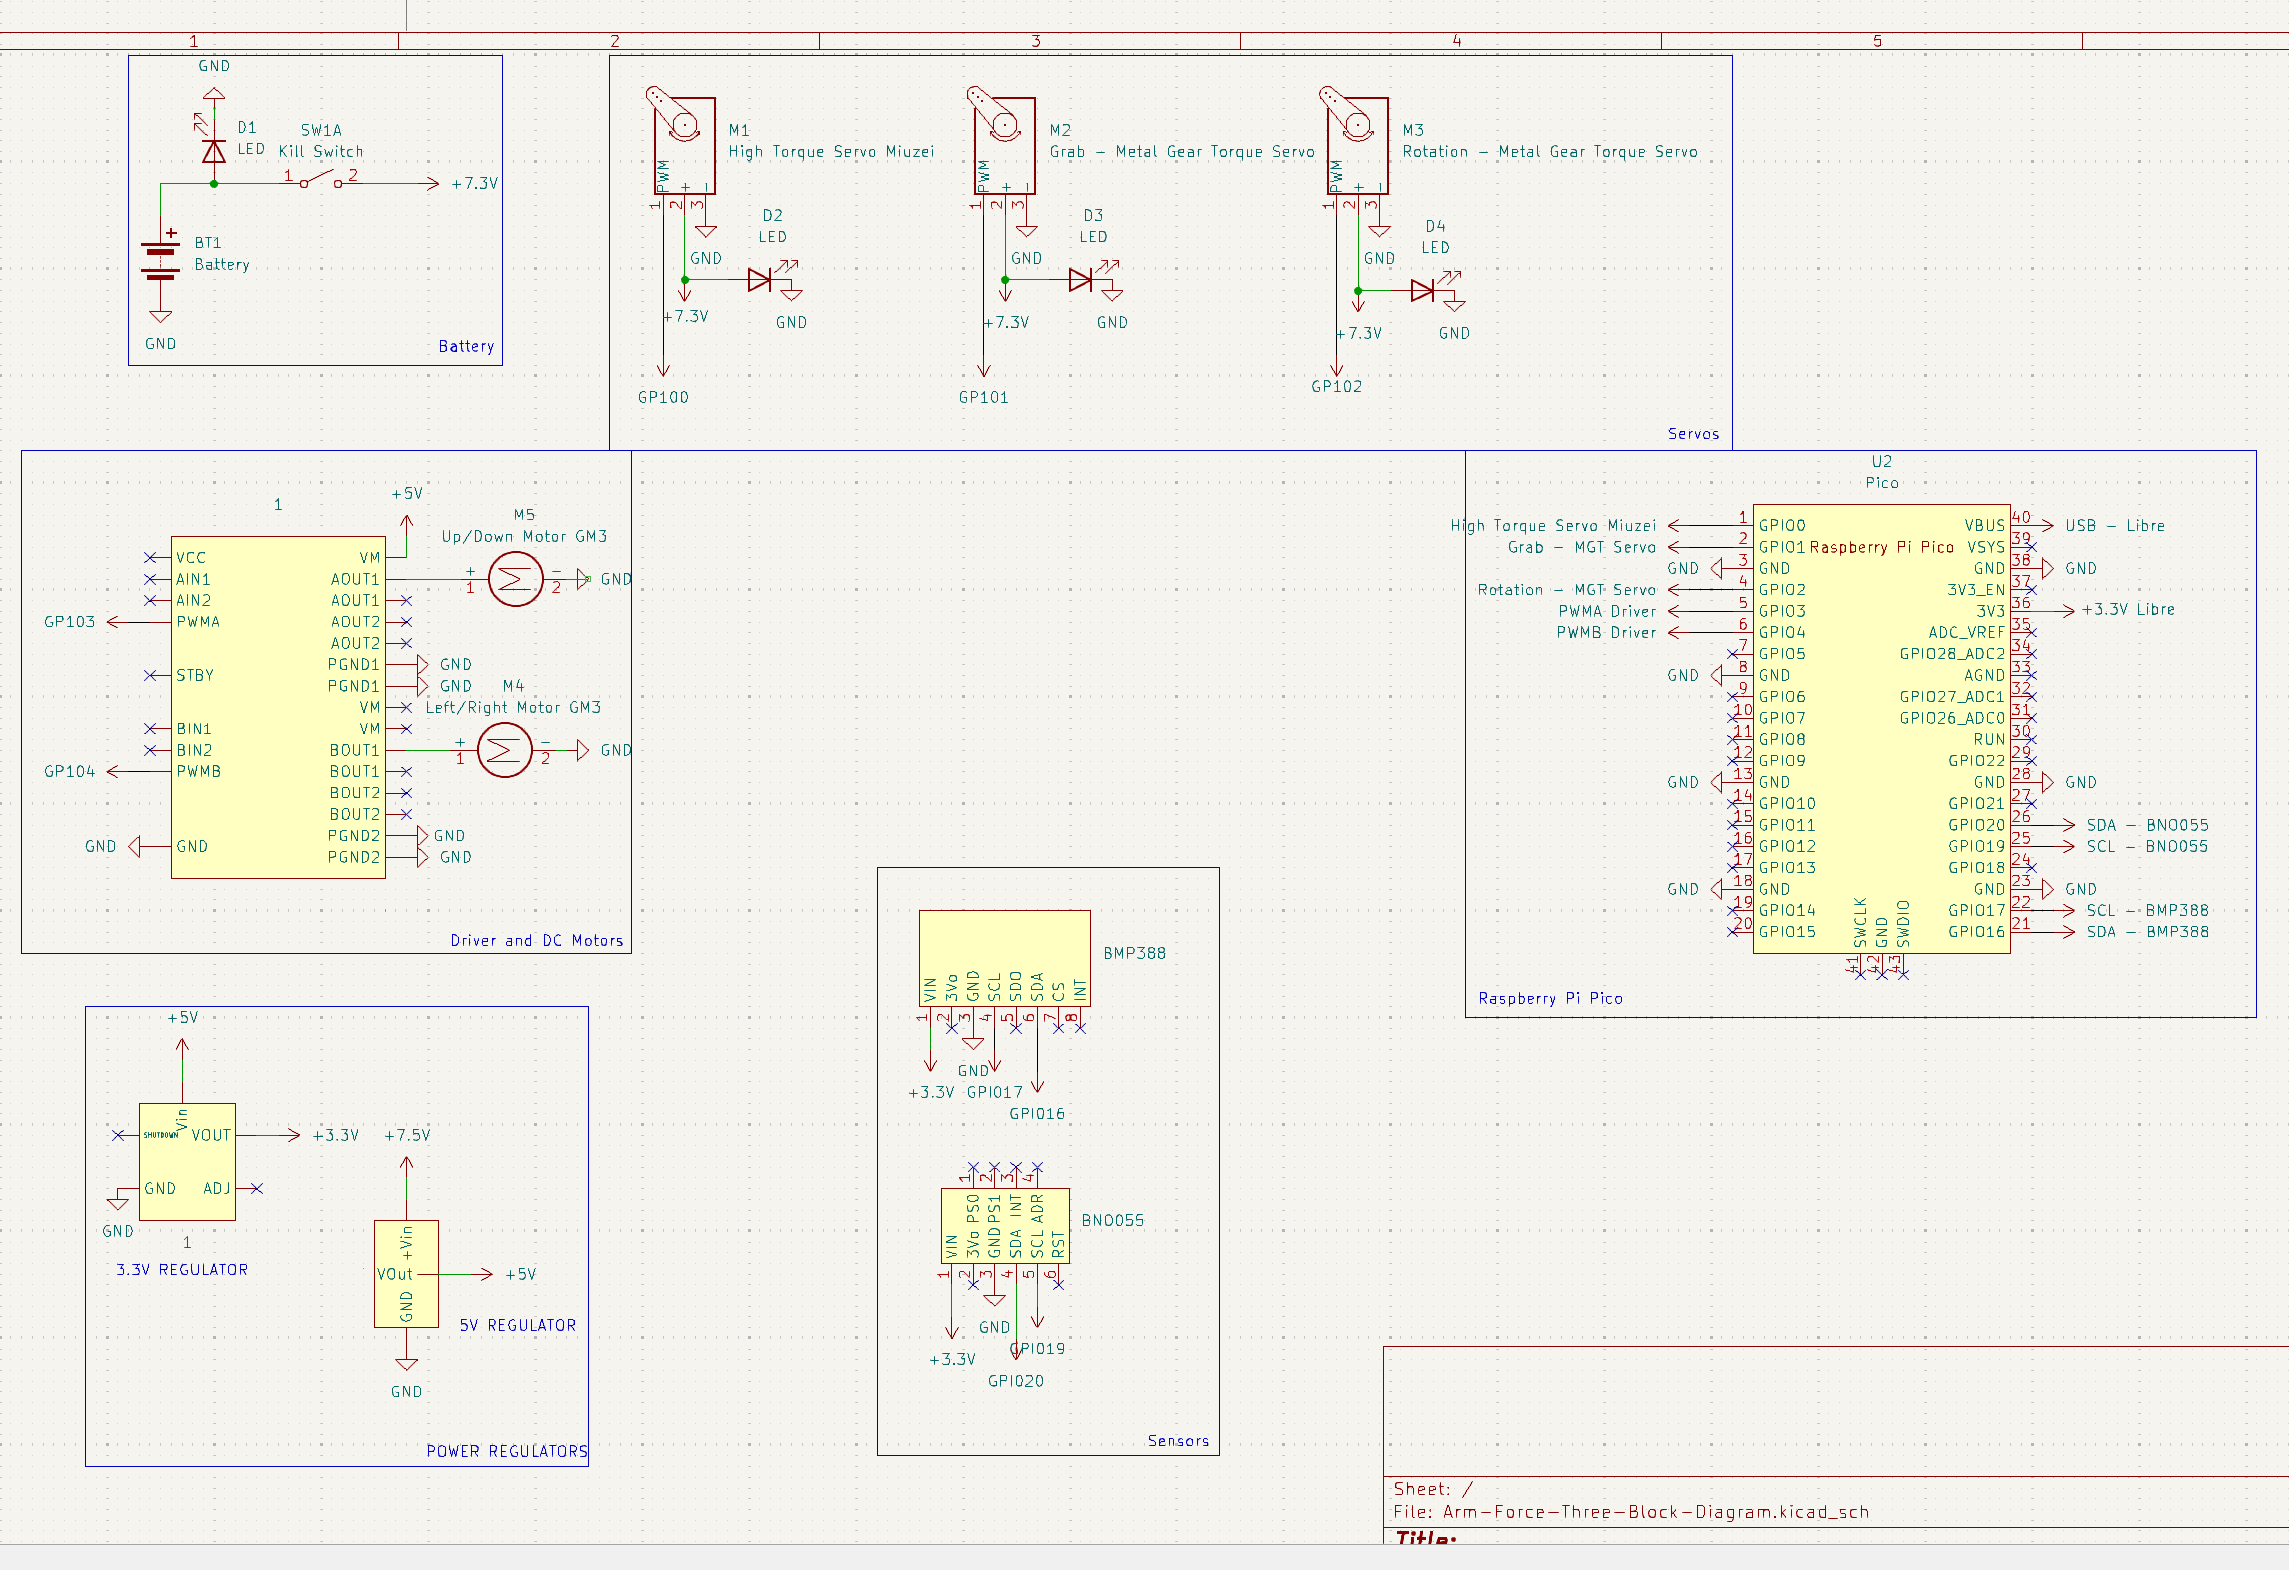 1 2 3 4 5
GND
D1
LED
SW1A
Kill Switch
1 2
+7.3V
+
BT1
Battery
GND
Battery
M1
High Torque Servo Miuzei
PWM + -
1 2 3
D2
LED
GND
+7.3V
GND
GP100
M2
Grab - Metal Gear Torque Servo
PWM + -
1 2 3
D3
LED
GND
+7.3V
GND
GP101
M3
Rotation - Metal Gear Torque Servo
PWM + -
1 2 3
D4
LED
GND
+7.3V
GND
GP102
Servos
1
+5V
VCC
AIN1
AIN2
GP103 PWMA
STBY
BIN1
BIN2
GP104 PWMB
GND GND
VM
AOUT1
AOUT1
AOUT2
AOUT2
PGND1 GND
PGND1 GND
VM
VM
BOUT1
BOUT1
BOUT2
BOUT2
PGND2 GND
PGND2 GND
M5
Up/Down Motor GM3
+ -
1 2
GND
M4
Left/Right Motor GM3
+ -
1 2
GND
Driver and DC Motors
U2
Pico
Raspberry Pi Pico
High Torque Servo Miuzei 1 GPIO0
Grab - MGT Servo 2 GPIO1
GND 3 GND
Rotation - MGT Servo 4 GPIO2
PWMA Driver 5 GPIO3
PWMB Driver 6 GPIO4
7 GPIO5
GND 8 GND
9 GPIO6
10 GPIO7
11 GPIO8
12 GPIO9
GND 13 GND
14 GPIO10
15 GPIO11
16 GPIO12
17 GPIO13
GND 18 GND
19 GPIO14
20 GPIO15
VBUS 40 USB - Libre
VSYS 39
GND 38 GND
3V3_EN 37
3V3 36 +3.3V Libre
ADC_VREF 35
GPIO28_ADC2 34
AGND 33
GPIO27_ADC1 32
GPIO26_ADC0 31
RUN 30
GPIO22 29
GND 28 GND
GPIO21 27
GPIO20 26 SDA - BNO055
GPIO19 25 SCL - BNO055
GPIO18 24
GND 23 GND
GPIO17 22 SCL - BMP388
GPIO16 21 SDA - BMP388
SWCLK GND SWDIO
41 42 43
Raspberry Pi Pico
+5V
Vin
SHUTDOWN VOUT +3.3V
GND ADJ
GND
1
3.3V REGULATOR
+7.5V
+Vin
VOut +5V
GND
5V REGULATOR
GND
POWER REGULATORS
BMP388
VIN 3Vo GND SCL SDO SDA CS INT
1 2 3 4 5 6 7 8
GND
+3.3V GPIO17
GPIO16
1 2 3 4
PS0 PS1 INT ADR
BNO055
VIN 3Vo GND SDA SCL RST
1 2 3 4 5 6
GND
GPIO19
+3.3V
GPIO20
Sensors
Sheet: /
File: Arm-Force-Three-Block-Diagram.kicad_sch
Title: